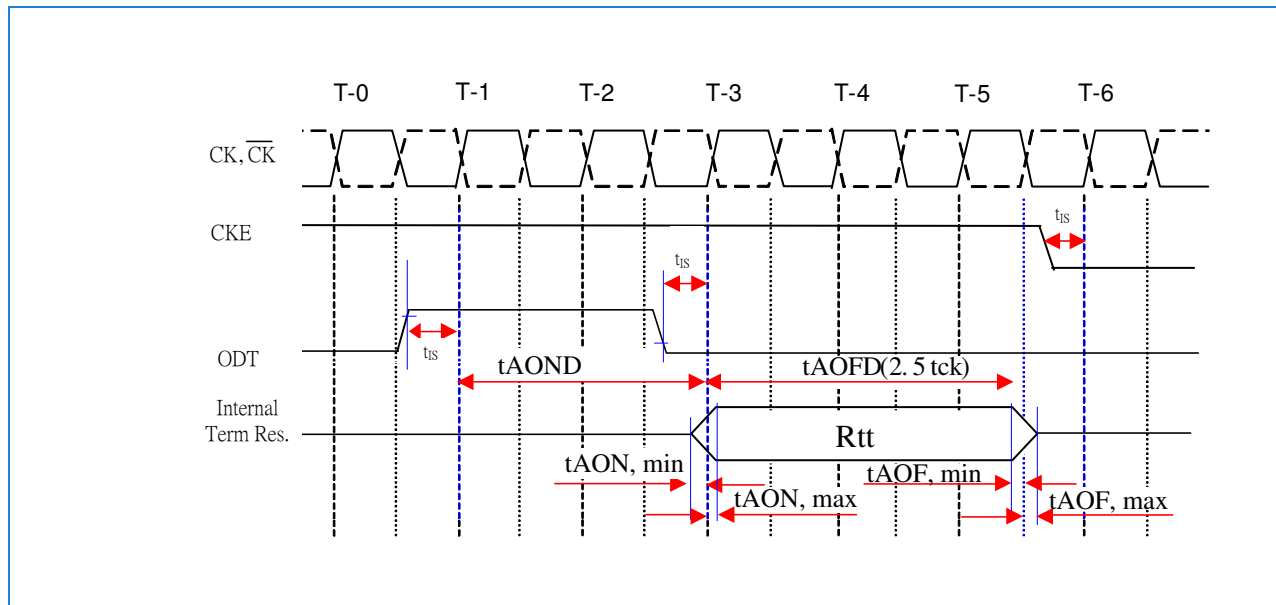 T-0 T-1 T-2 T-3 T-4 T-5 T-6
CK, CK
CKE
tIS
tIS
tIS
ODT
tAOND
tAOFD(2.5 tck)
Internal
Term Res.
Rtt
tAON, min
tAOF, min
tAON, max
tAOF, max